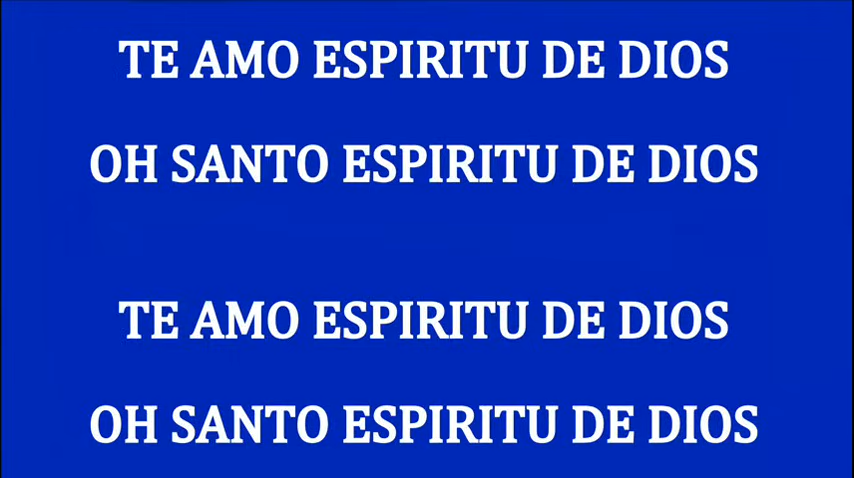 TE AMO ESPIRITU DE DIOS
OH SANTO ESPIRITU DE DIOS
TE AMO ESPIRITU DE DIOS
OH SANTO ESPIRITU DE DIOS